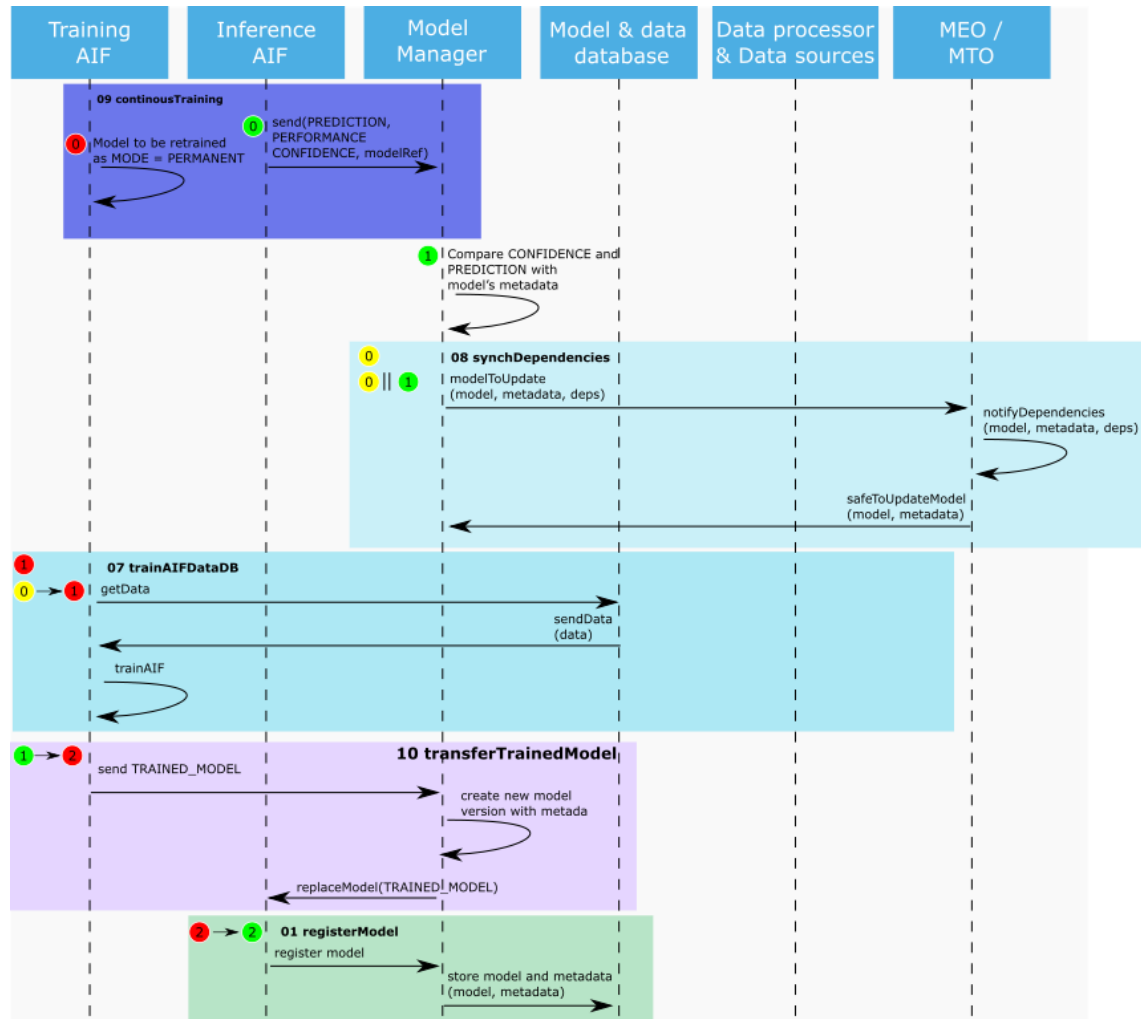 Training
AIF
Inference
AIF
Model
Manager
Model & data
database
Data processor
& Data sources
MEO /
MTO
09 continousTraining
0
Model to be retrained
as MODE = PERMANENT
0
send(PREDICTION,
PERFORMANCE
CONFIDENCE, modelRef)
1
Compare CONFIDENCE and
PREDICTION with
model's metadata
0
08 synchDependencies
0 || 1
modelToUpdate
(model, metadata, deps)
notifyDependencies
(model, metadata, deps)
safeToUpdateModel
(model, metadata)
1
07 trainAIFDataDB
0 1
getData
sendData
(data)
trainAIF
1 2
10 transferTrainedModel
send TRAINED_MODEL
create new model
version with metada
replaceModel(TRAINED_MODEL)
2 2
01 registerModel
register model
store model and metadata
(model, metadata)